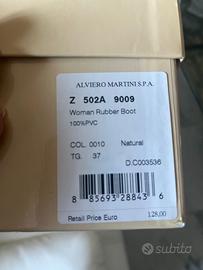 ALVIERO MARTINI S.P.A.
Z 502A 9009
Woman Rubber Boot
100%PVC
COL. 0010 Natural
TG. 37
D.C003536
8 85693 28843 6
Retail Price Euro 128,00
subito